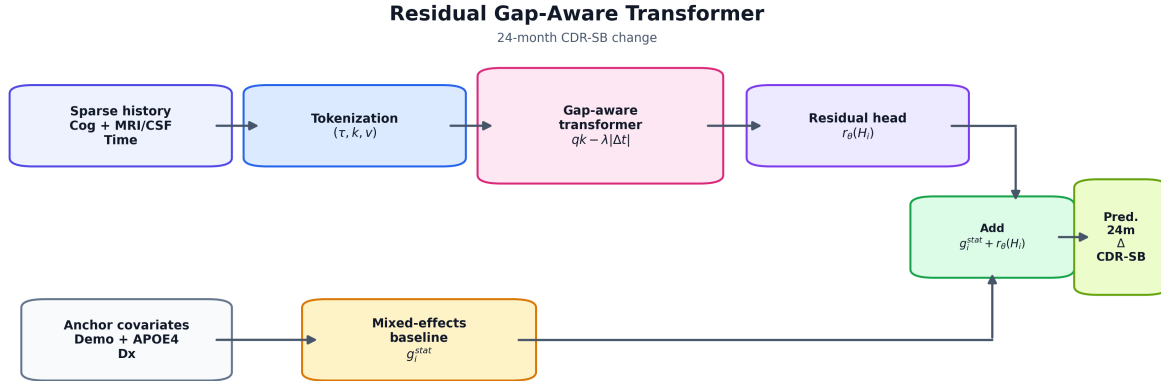 Residual Gap-Aware Transformer
24-month CDR-SB change
Sparse history
Cog + MRI/CSF
Time
Tokenization
(τ, k, v)
Gap-aware
transformer
qk − λ|Δt|
Residual head
r_θ(H_i)
Add
g_i^{stat} + r_θ(H_i)
Pred.
24m
Δ
CDR-SB
Anchor covariates
Demo + APOE4
Dx
Mixed-effects
baseline
g_i^{stat}